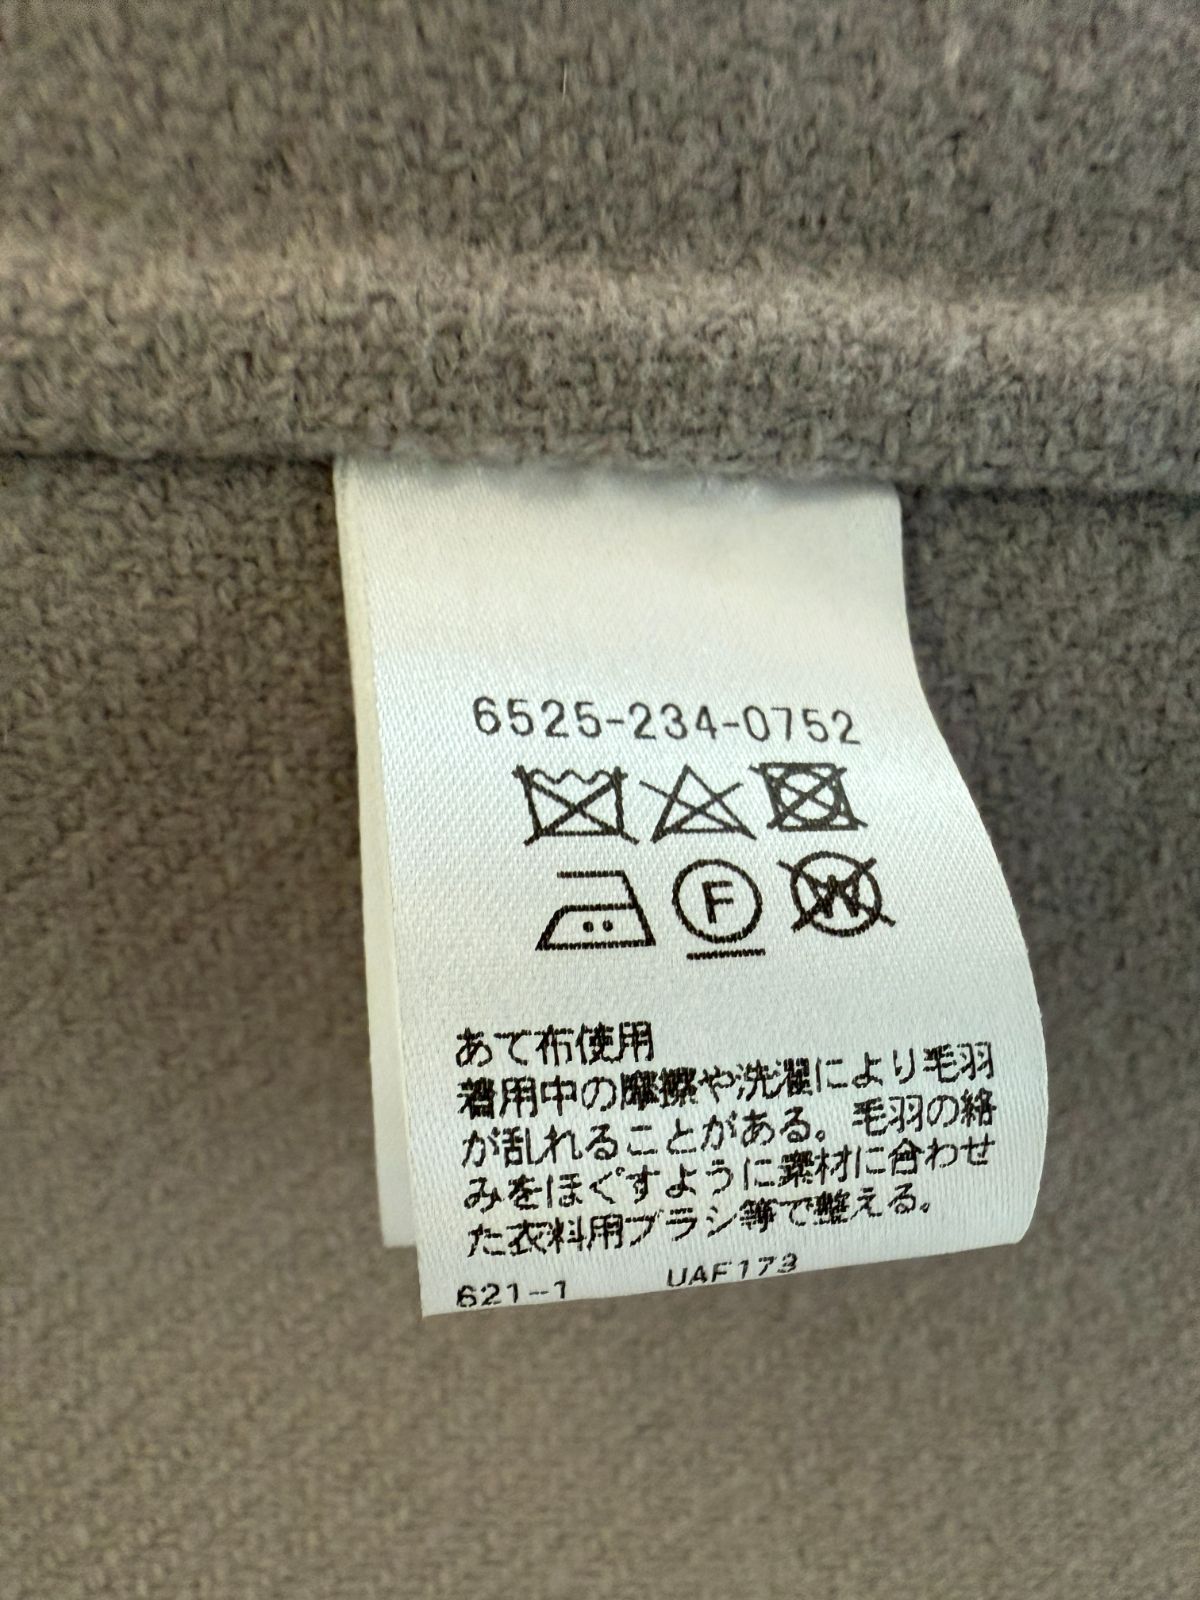 6525-234-0752
F
W
あて布使用
着用中の摩擦や洗濯により毛羽
が乱れることがある。毛羽の絡
みをほぐすように素材に合わせ
た衣料用ブラシ等で整える。
621-1 UAF173